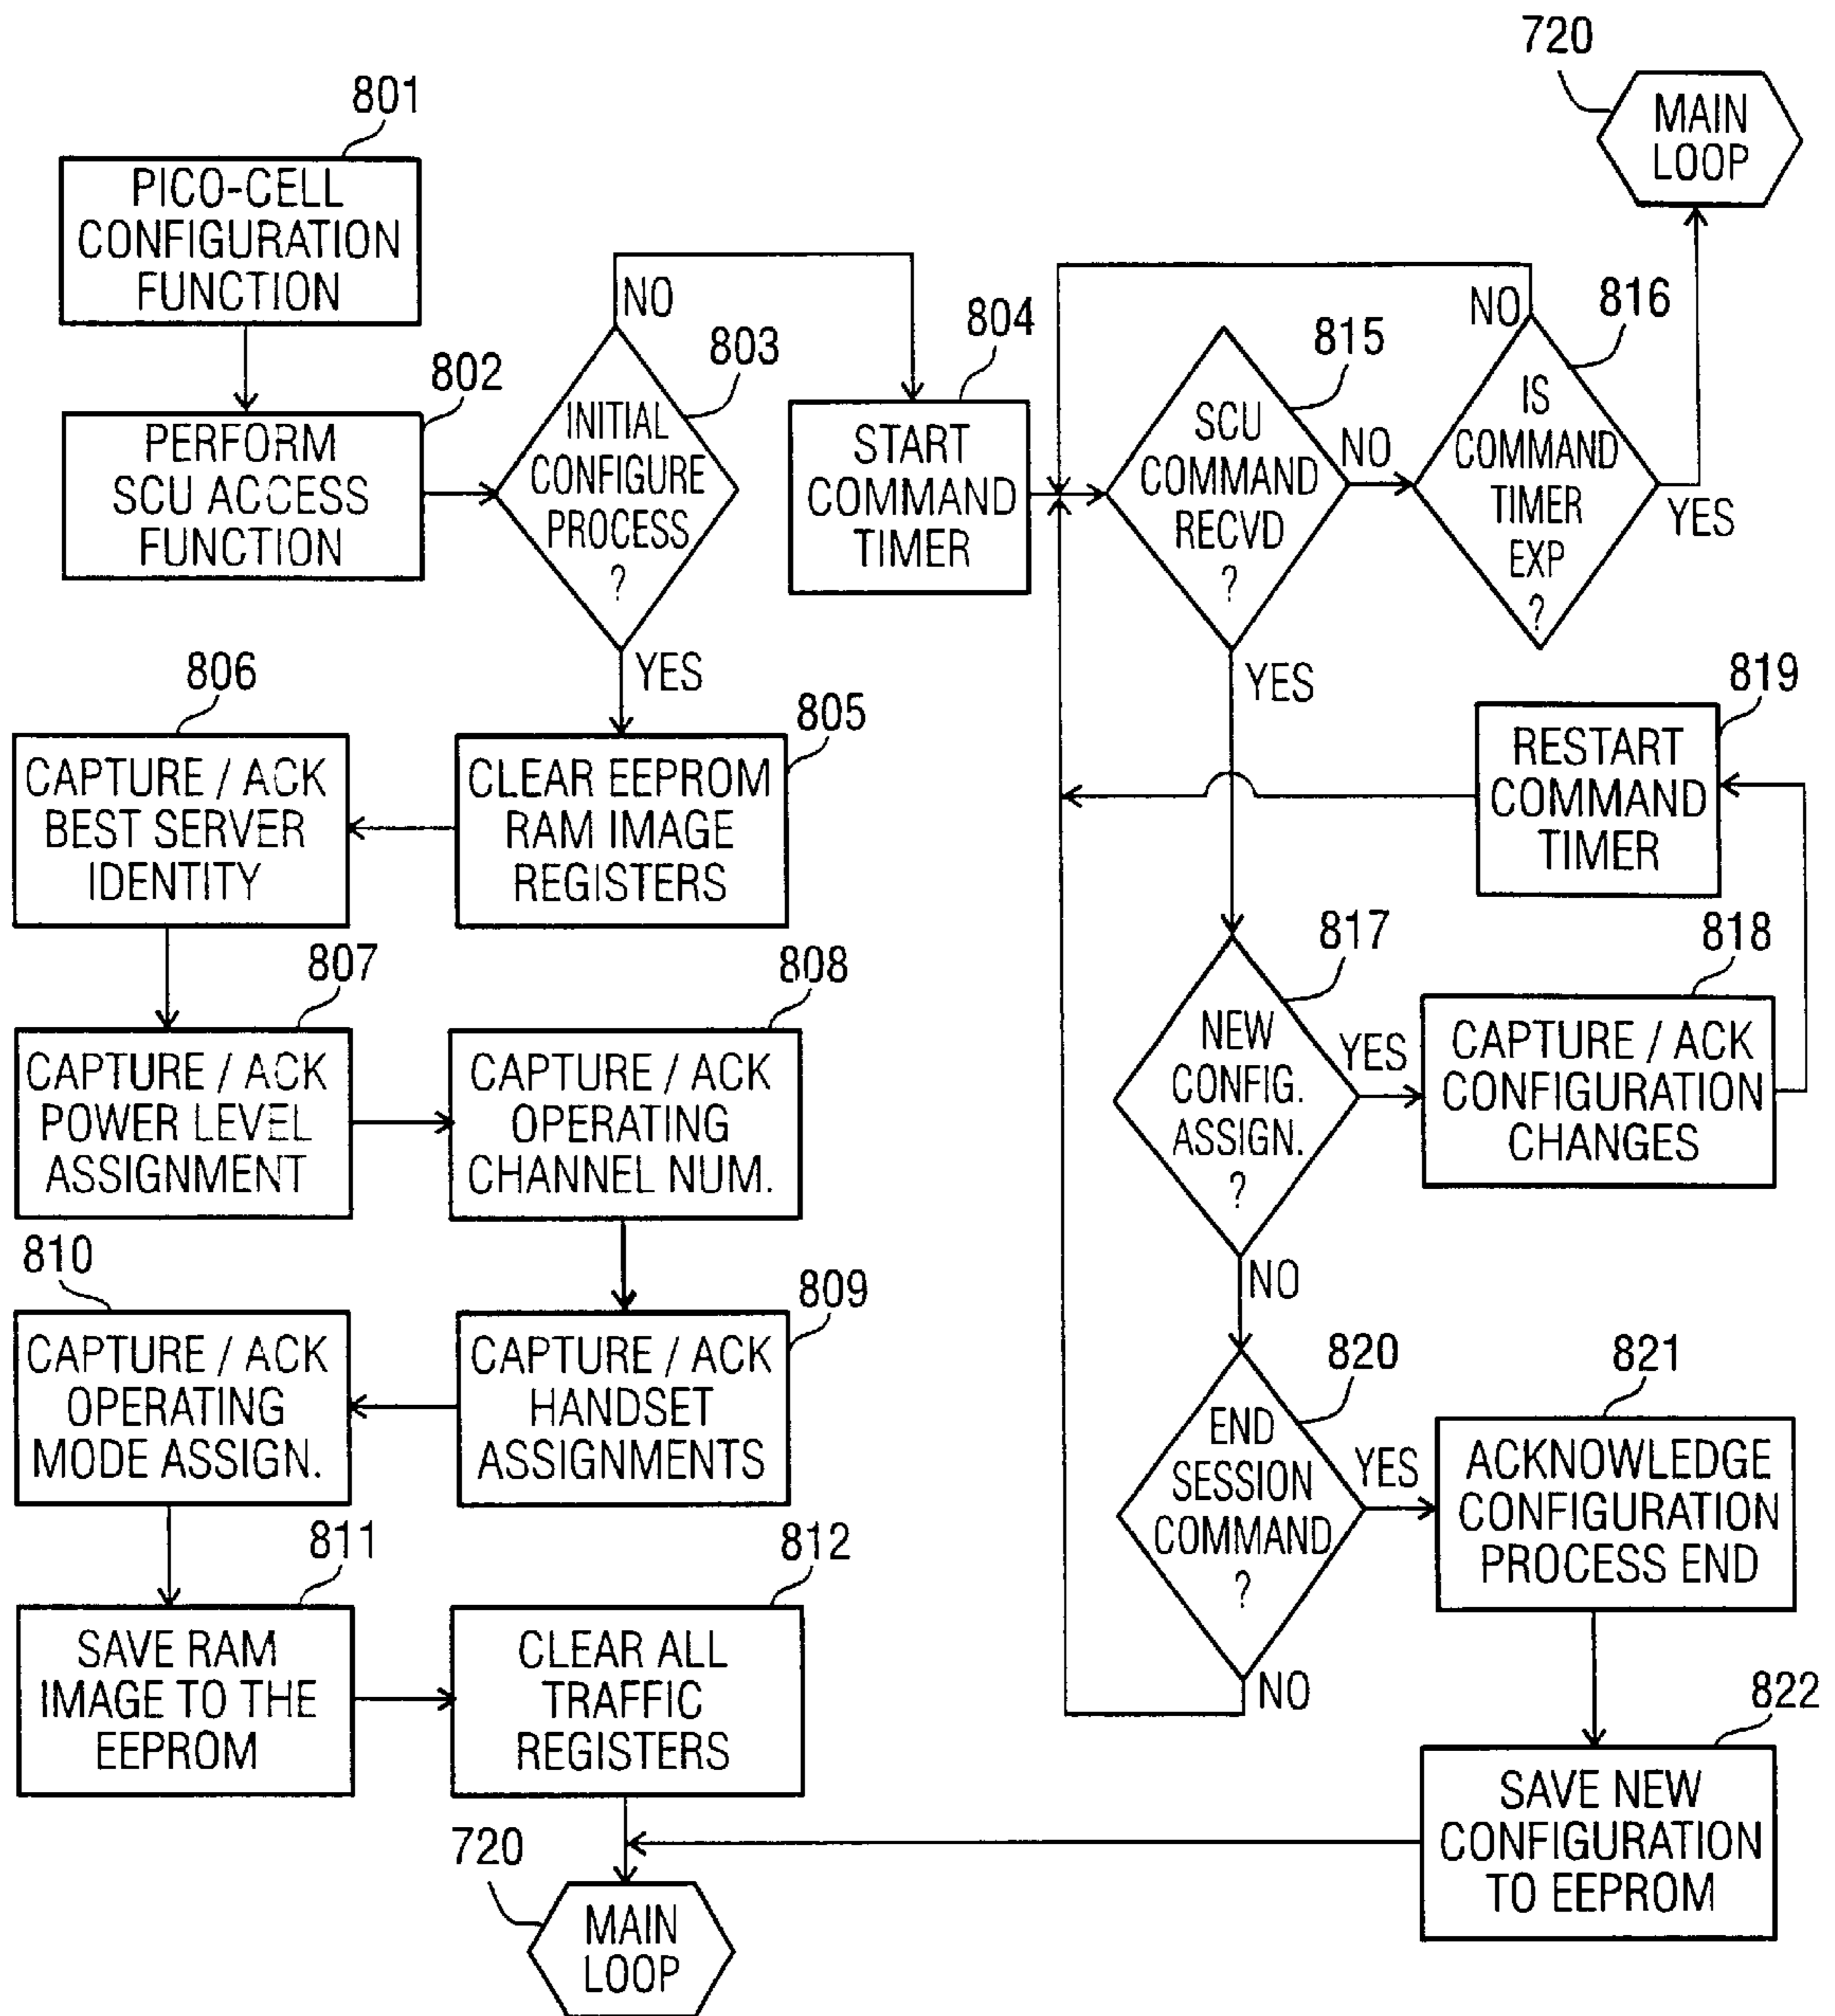 720
MAIN
LOOP
801
PICO-CELL
CONFIGURATION
FUNCTION
802
PERFORM
SCU ACCESS
FUNCTION
NO
803
INITIAL
CONFIGURE
PROCESS
?
YES
804
START
COMMAND
TIMER
815
SCU
COMMAND
RECVD
?
NO
YES
NO
816
IS
COMMAND
TIMER
EXP
?
YES
806
CAPTURE / ACK
BEST SERVER
IDENTITY
805
CLEAR EEPROM
RAM IMAGE
REGISTERS
819
RESTART
COMMAND
TIMER
807
CAPTURE / ACK
POWER LEVEL
ASSIGNMENT
808
CAPTURE / ACK
OPERATING
CHANNEL NUM.
817
NEW
CONFIG.
ASSIGN.
?
YES
NO
818
CAPTURE / ACK
CONFIGURATION
CHANGES
810
CAPTURE / ACK
OPERATING
MODE ASSIGN.
809
CAPTURE / ACK
HANDSET
ASSIGNMENTS
820
END
SESSION
COMMAND
?
YES
NO
821
ACKNOWLEDGE
CONFIGURATION
PROCESS END
811
SAVE RAM
IMAGE TO THE
EEPROM
812
CLEAR ALL
TRAFFIC
REGISTERS
822
SAVE NEW
CONFIGURATION
TO EEPROM
720
MAIN
LOOP